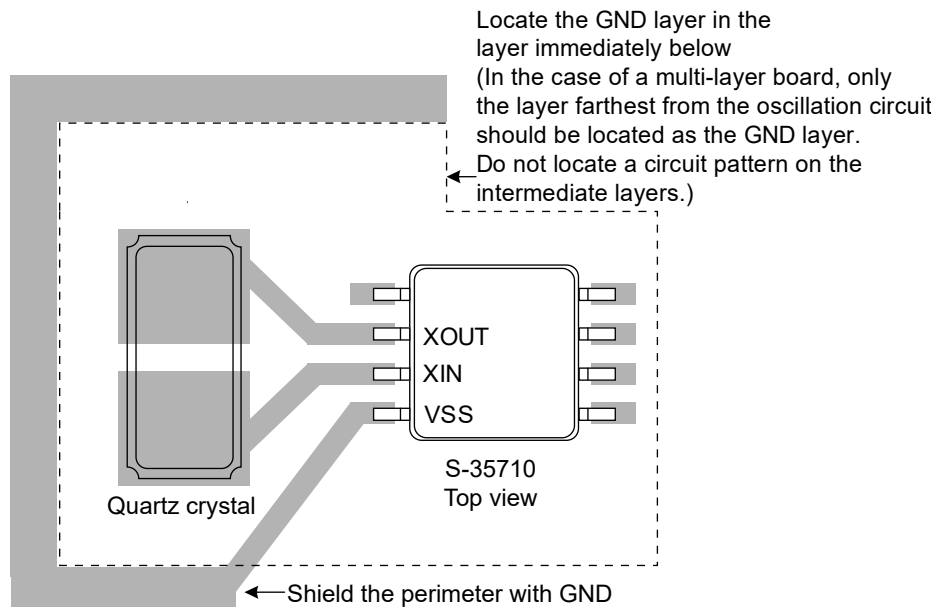 Locate the GND layer in the
layer immediately below
(In the case of a multi-layer board, only
the layer farthest from the oscillation circuit
should be located as the GND layer.
Do not locate a circuit pattern on the
intermediate layers.)
XOUT
XIN
VSS
S-35710
Top view
Quartz crystal
Shield the perimeter with GND